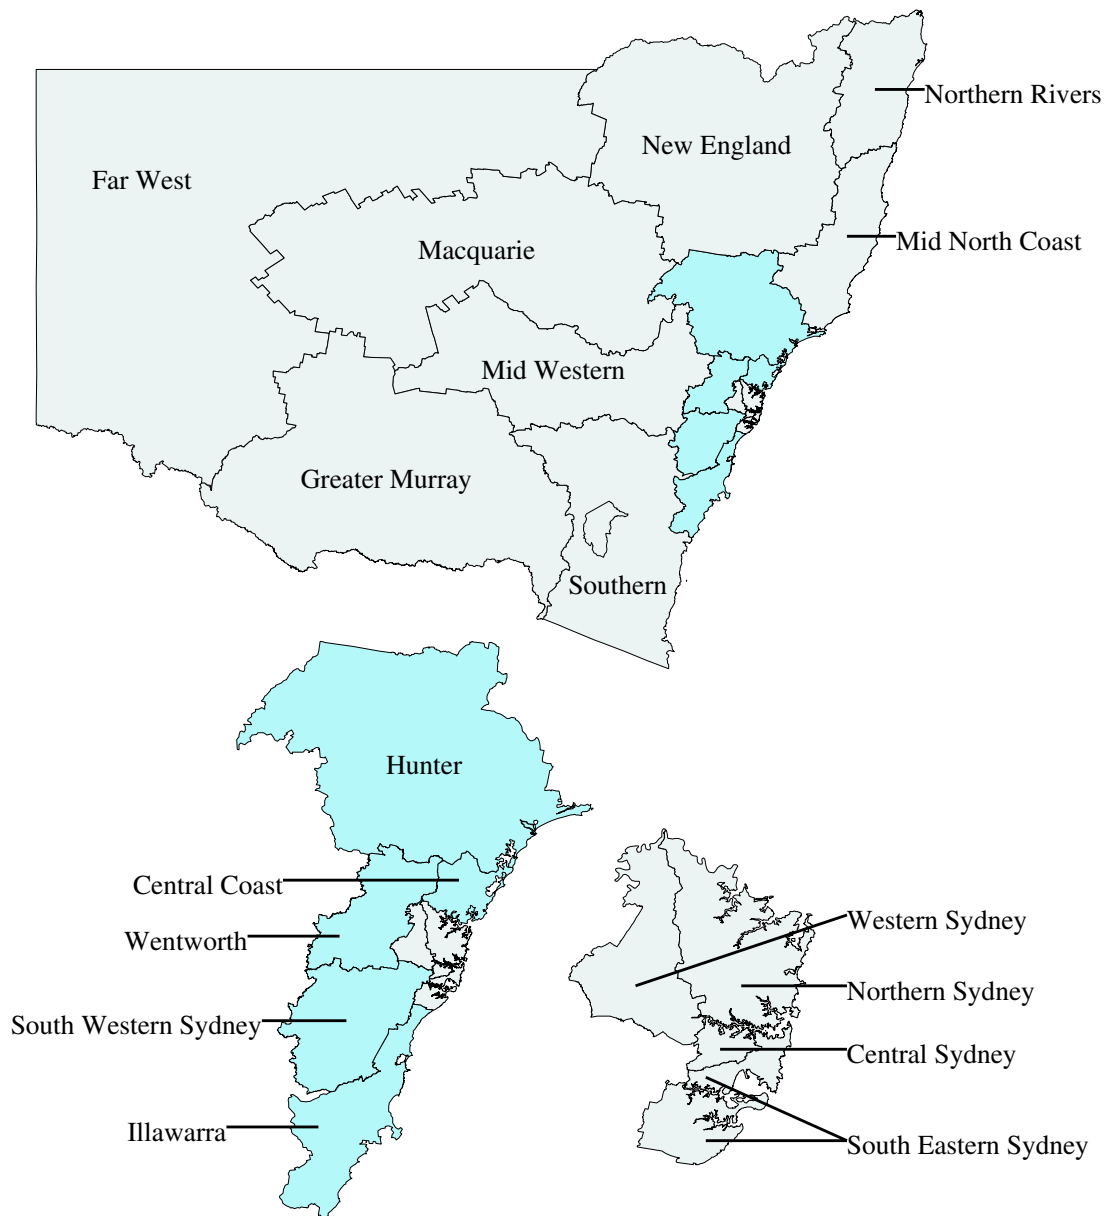 Northern Rivers
New England
Far West
Mid North Coast
Macquarie
Mid Western
Greater Murray
Southern
Hunter
Central Coast
Wentworth
South Western Sydney
Illawarra
Western Sydney
Northern Sydney
Central Sydney
South Eastern Sydney